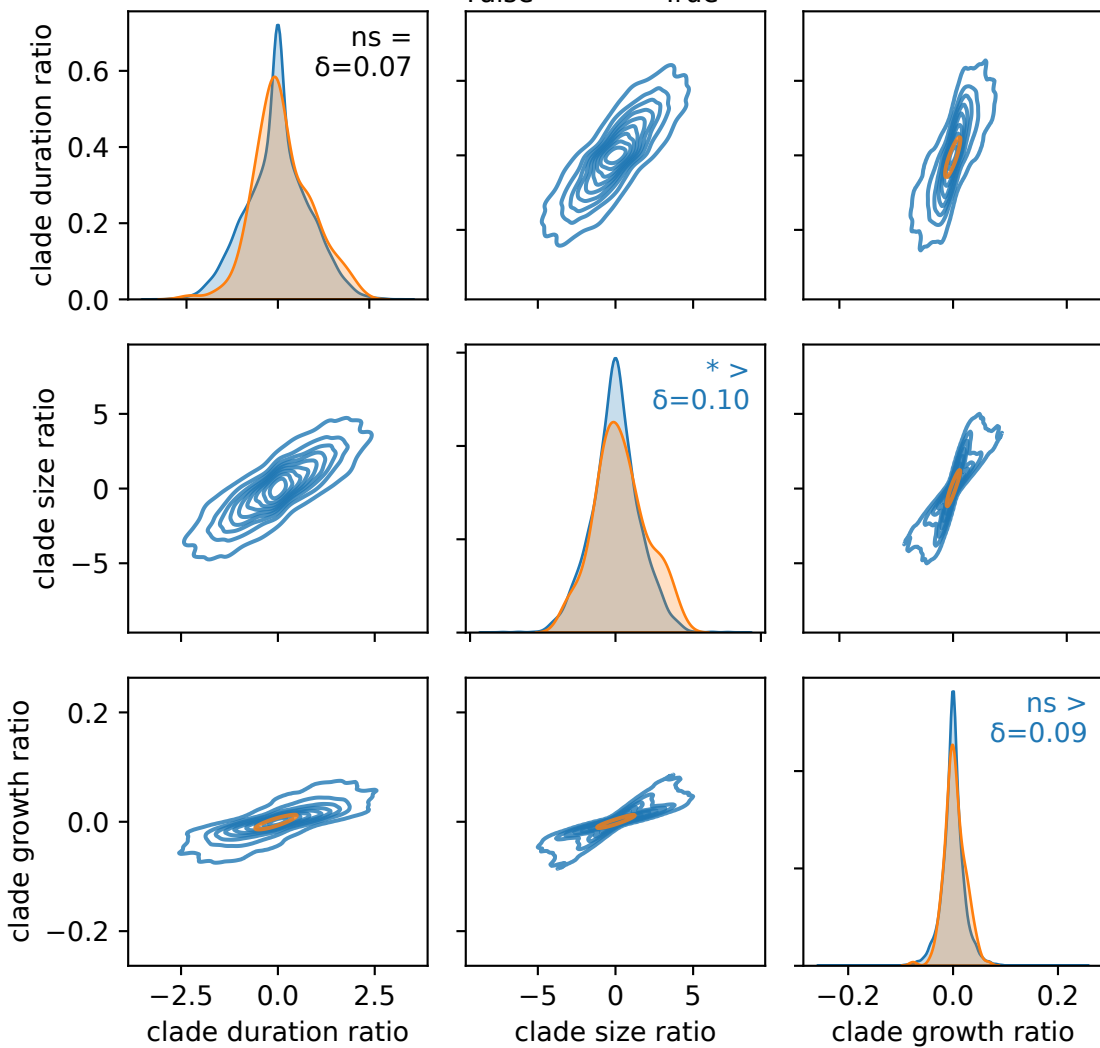 clade duration ratio
0.6
0.4
0.2
0.0
ns =
δ=0.07
clade size ratio
5
0
−5
* >
δ=0.10
clade growth ratio
0.2
0.0
−0.2
ns >
δ=0.09
−2.5 0.0 2.5
−5 0 5
−0.2 0.0 0.2
clade duration ratio
clade size ratio
clade growth ratio